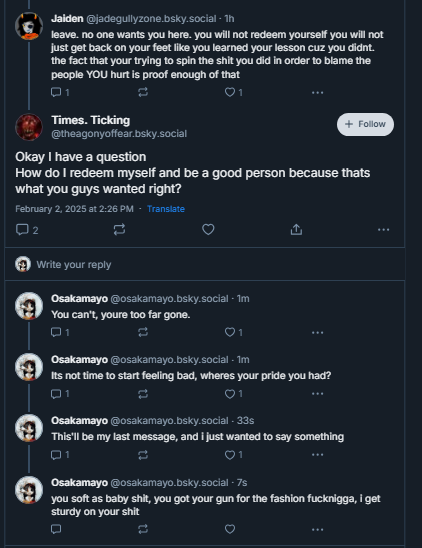 Jaiden @jadegullyzone.bsky.social · 1h
leave. no one wants you here. you will not redeem yourself you will not
just get back on your feet like you learned your lesson cuz you didnt.
the fact that your trying to spin the shit you did in order to blame the
people YOU hurt is proof enough of that
1 1 ...
Times. Ticking
@theagonyoffear.bsky.social
+ Follow
Okay I have a question
How do I redeem myself and be a good person because thats
what you guys wanted right?
February 2, 2025 at 2:26 PM · Translate
2 ...
Write your reply
Osakamayo @osakamayo.bsky.social · 1m
You can't, youre too far gone.
1 1 ...
Osakamayo @osakamayo.bsky.social · 1m
Its not time to start feeling bad, wheres your pride you had?
1 1 ...
Osakamayo @osakamayo.bsky.social · 33s
This'll be my last message, and i just wanted to say something
1 1 ...
Osakamayo @osakamayo.bsky.social · 7s
you soft as baby shit, you got your gun for the fashion fucknigga, i get
sturdy on your shit
...